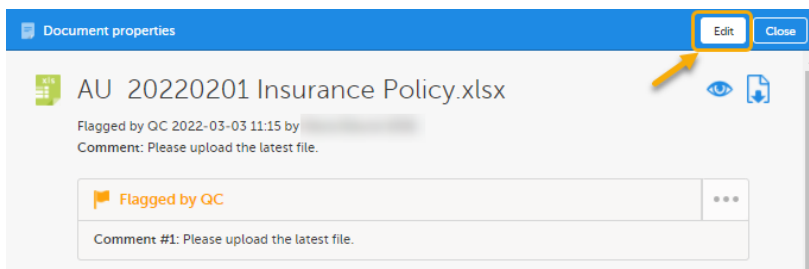 Document properties
Edit
Close
xls
AU 20220201 Insurance Policy.xlsx
Flagged by QC 2022-03-03 11:15 by
Comment: Please upload the latest file.
Flagged by QC
Comment #1: Please upload the latest file.